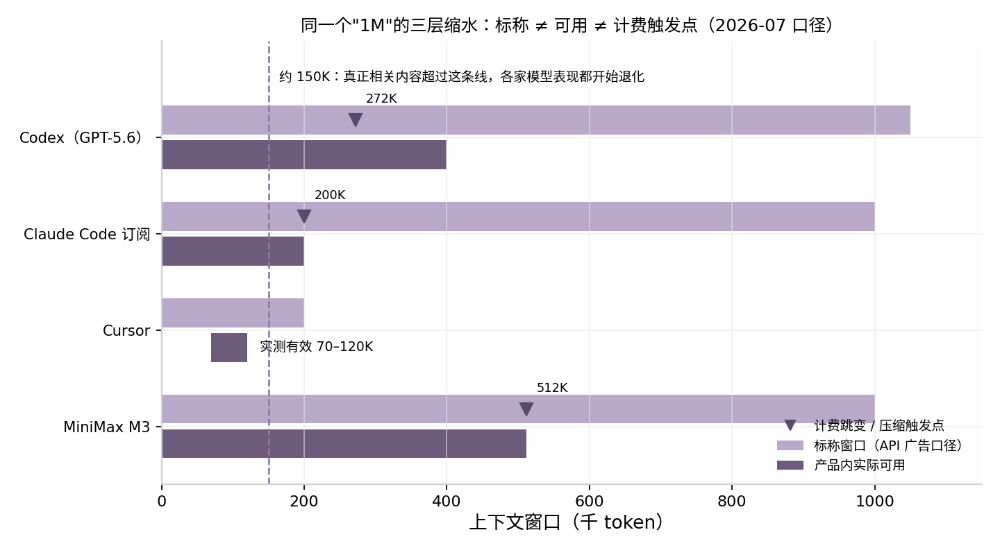 同一个"1M"的三层缩水：标称 ≠ 可用 ≠ 计费触发点（2026-07 口径）
约 150K：真正相关内容超过这条线，各家模型表现都开始退化
272K
Codex（GPT-5.6）
200K
Claude Code 订阅
Cursor
实测有效 70–120K
512K
MiniMax M3
计费跳变 / 压缩触发点
标称窗口（API 广告口径）
产品内实际可用
0 200 400 600 800 1000
上下文窗口（千 token）